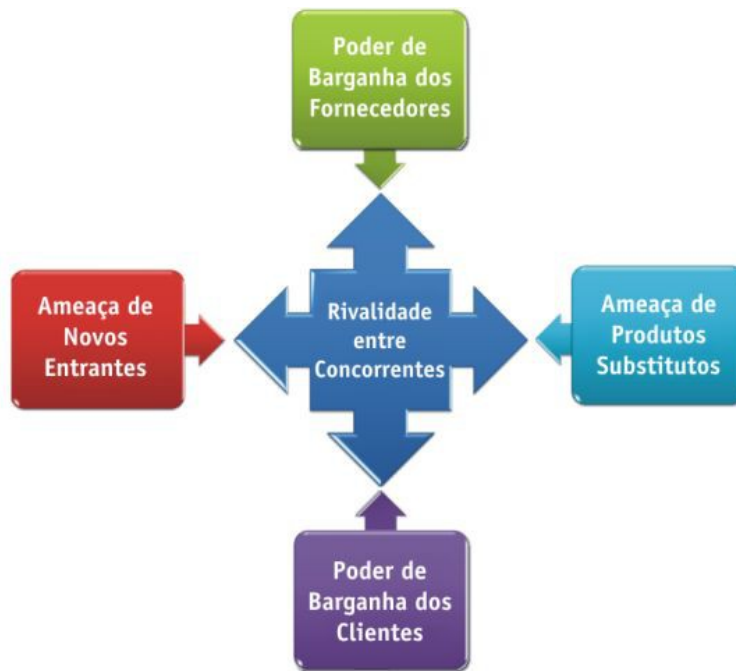 Poder de
Barganha dos
Fornecedores
Ameaça de
Novos
Entrantes
Rivalidade
entre
Concorrentes
Ameaça de
Produtos
Substitutos
Poder de
Barganha dos
Clientes